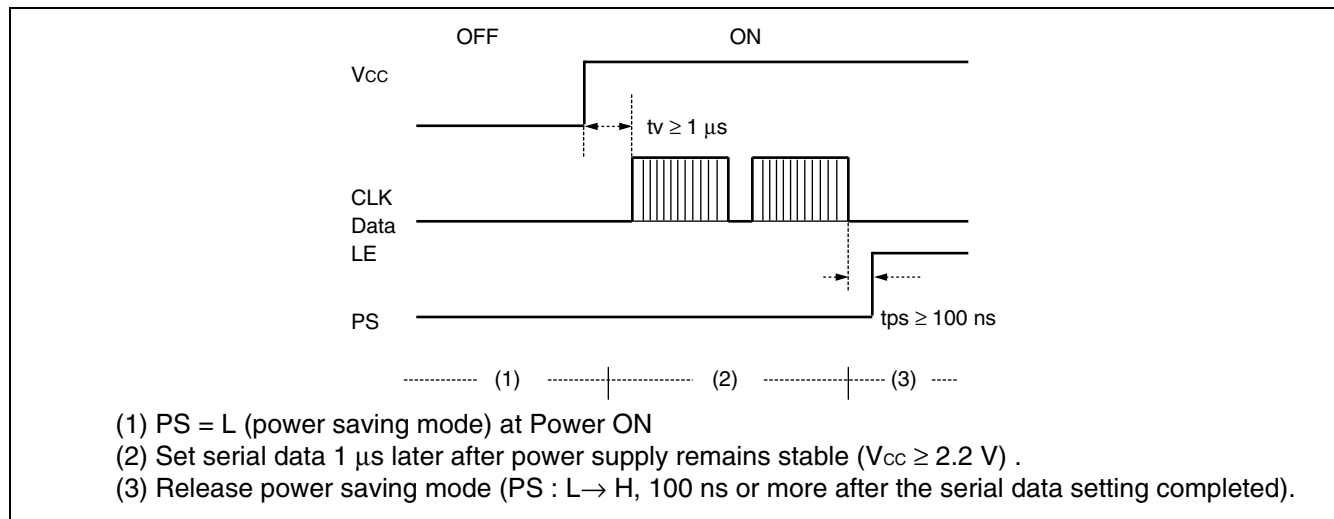 OFF ON
VCC
tv ≥ 1 µs
CLK
Data
LE
PS
tps ≥ 100 ns
(1) (2) (3)
(1) PS = L (power saving mode) at Power ON
(2) Set serial data 1 µs later after power supply remains stable (VCC ≥ 2.2 V) .
(3) Release power saving mode (PS : L→ H, 100 ns or more after the serial data setting completed).